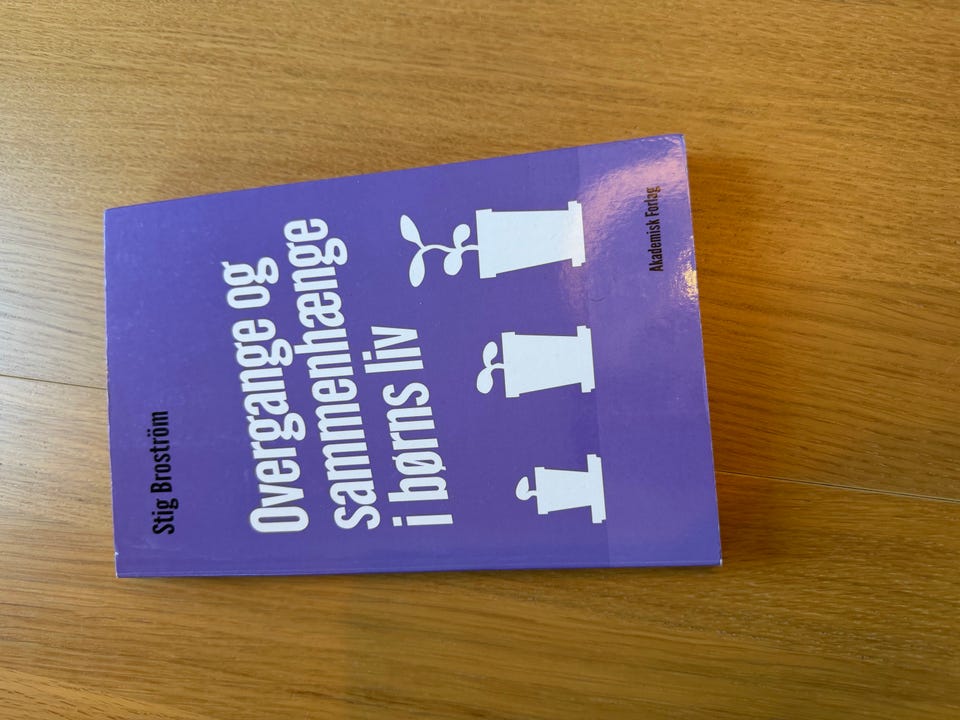 Stig Broström
Overgange og
sammenhænge
i børns liv
Akademisk Forlag